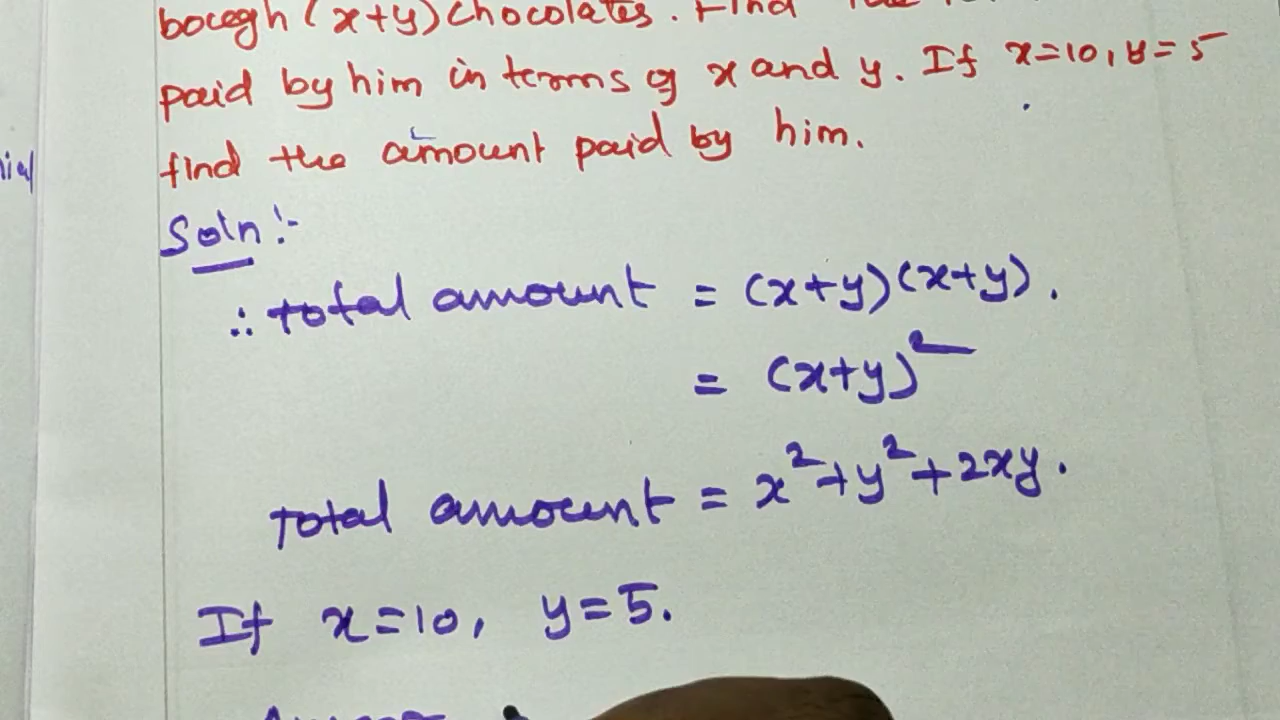 bocogh (x+y) chocolates. Find
paid by him in terms of x and y. If x=10, y=5
find the amount paid by him.
Soln:-
∴ total amount = (x+y)(x+y).
= (x+y)²
total amount = x²+y²+2xy.
If x=10, y=5.